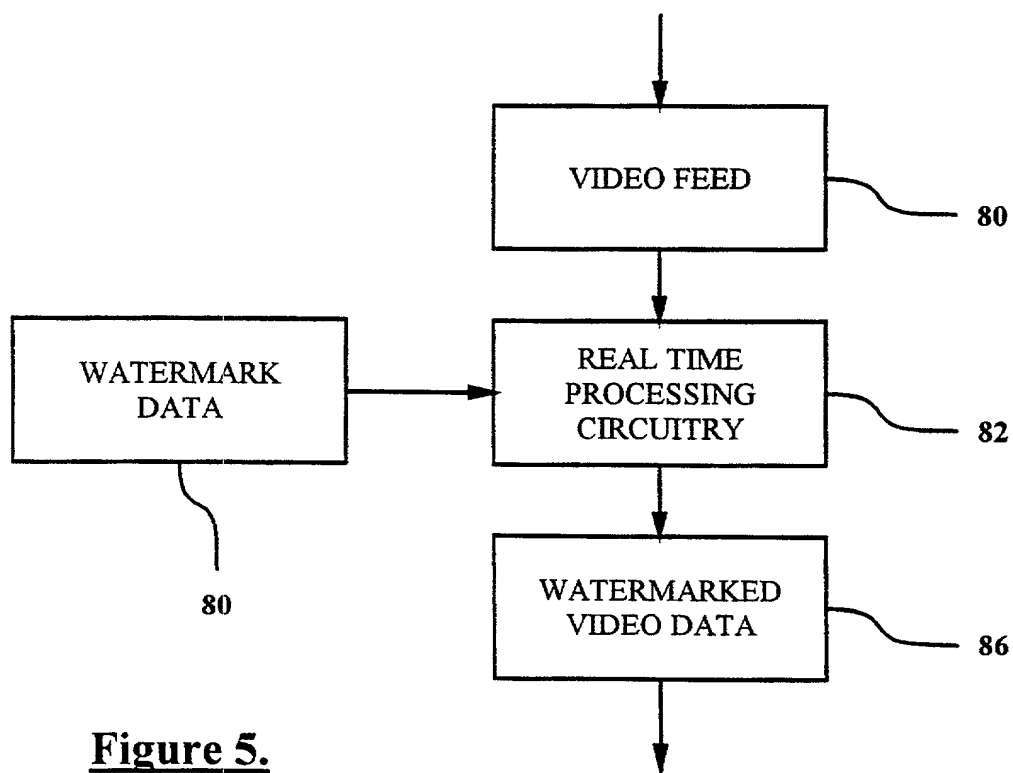 VIDEO FEED
80
WATERMARK
DATA
80
REAL TIME
PROCESSING
CIRCUITRY
82
WATERMARKED
VIDEO DATA
86
Figure 5.